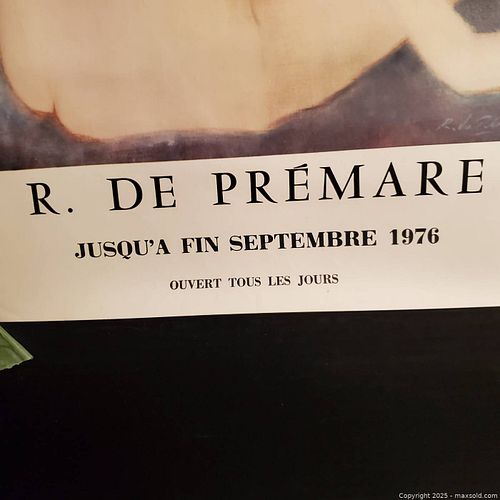 R. DE PRÉMARE
JUSQU'A FIN SEPTEMBRE 1976
OUVERT TOUS LES JOURS
Copyright 2025 - maxsold.com